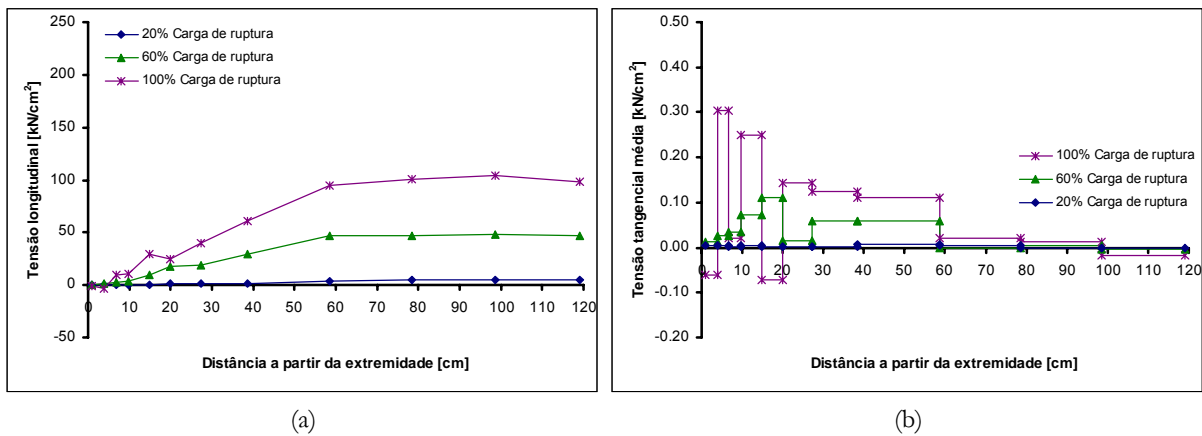 250
200
150
100
50
0
-50
Tensão longitudinal [kN/cm²]
20% Carga de ruptura
60% Carga de ruptura
100% Carga de ruptura
0 10 20 30 40 50 60 70 80 90 100 110 120
Distância a partir da extremidade [cm]
(a)
0.50
0.40
0.30
0.20
0.10
0.00
-0.10
-0.20
Tensão tangencial média [kN/cm²]
100% Carga de ruptura
60% Carga de ruptura
20% Carga de ruptura
0 10 20 30 40 50 60 70 80 90 100 110 120
Distância a partir da extremidade [cm]
(b)